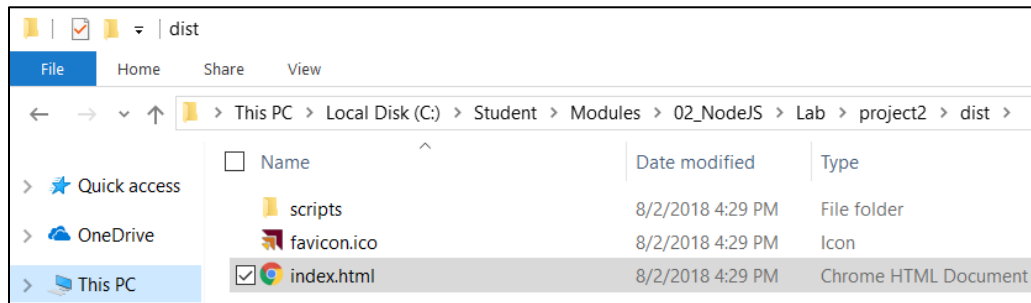 dist
File Home Share View
This PC > Local Disk (C:) > Student > Modules > 02_NodeJS > Lab > project2 > dist >
Name Date modified Type
Quick access
scripts 8/2/2018 4:29 PM File folder
OneDrive
favicon.ico 8/2/2018 4:29 PM Icon
This PC
index.html 8/2/2018 4:29 PM Chrome HTML Document